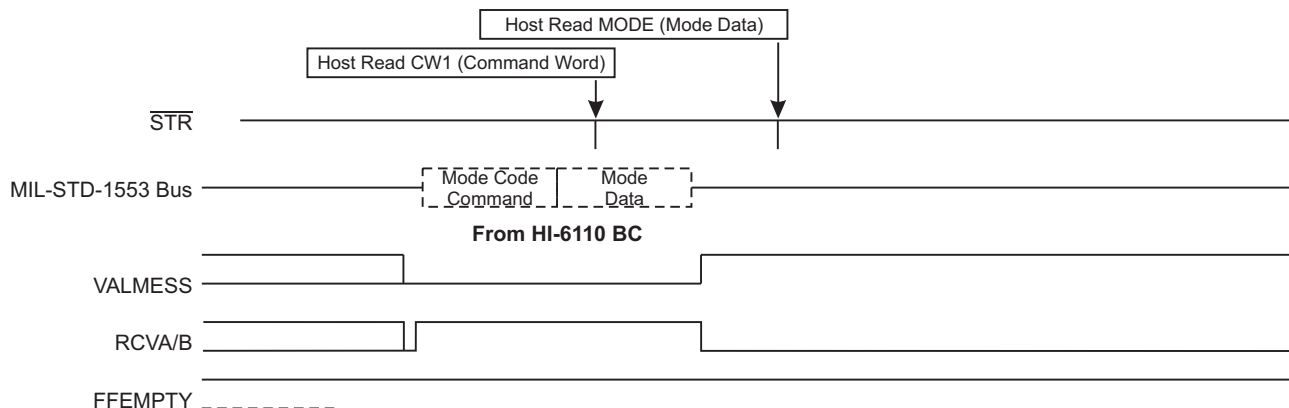 Host Read MODE (Mode Data)
Host Read CW1 (Command Word)
STR
MIL-STD-1553 Bus
Mode Code
Command
Mode
Data
From HI-6110 BC
VALMESS
RCVA/B
FFEMPTY